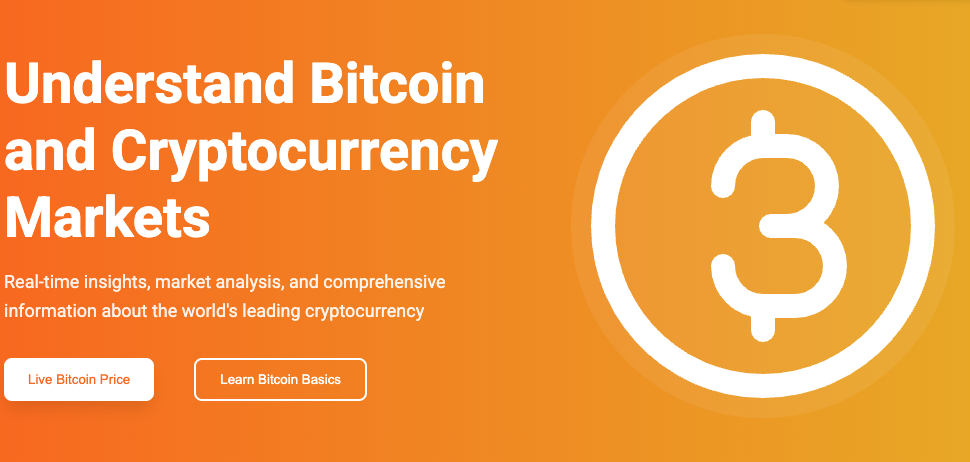 Understand Bitcoin
and Cryptocurrency
Markets
Real-time insights, market analysis, and comprehensive
information about the world's leading cryptocurrency
Live Bitcoin Price
Learn Bitcoin Basics